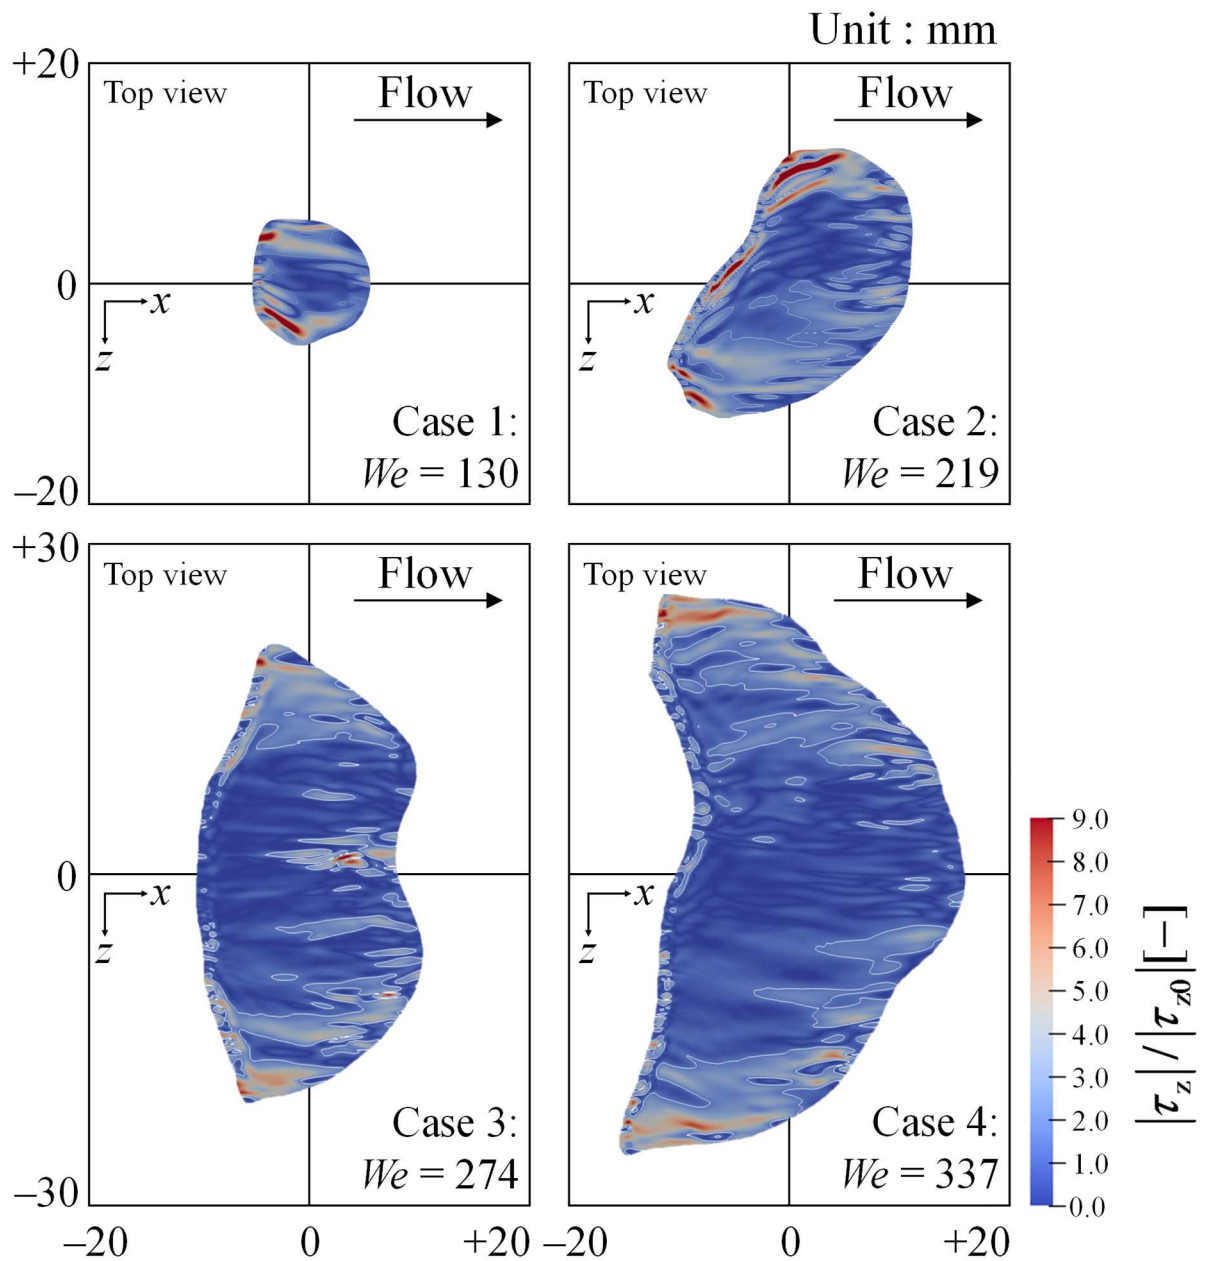 Unit : mm
+20
Top view
Flow
Top view
Flow
0
x
z
x
z
Case 1:
We = 130
Case 2:
We = 219
–20
+30
Top view
Flow
Top view
Flow
0
x
z
x
z
9.0
8.0
7.0
6.0
5.0
4.0
3.0
2.0
1.0
0.0
|τz| / |τz0| [–]
Case 3:
We = 274
Case 4:
We = 337
–30
–20
0
+20
–20
0
+20